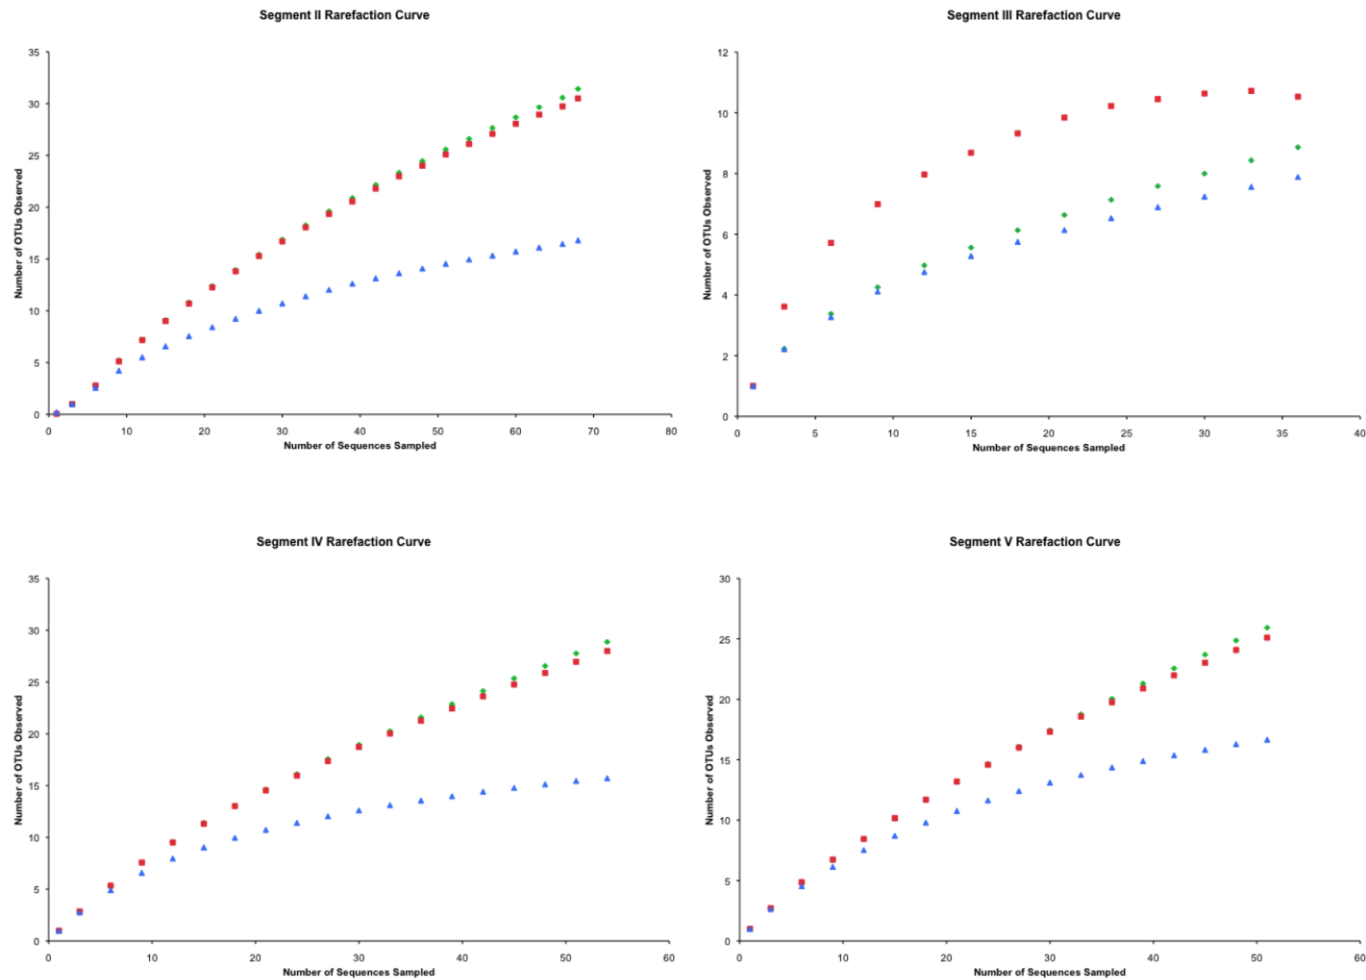 Segment II Rarefaction Curve
35
30
25
20
15
10
5
0
Number of OTUs Observed
0 10 20 30 40 50 60 70 80
Number of Sequences Sampled
Segment III Rarefaction Curve
12
10
8
6
4
2
0
Number of OTUs Observed
0 5 10 15 20 25 30 35 40
Number of Sequences Sampled
Segment IV Rarefaction Curve
35
30
25
20
15
10
5
0
Number of OTUs Observed
0 10 20 30 40 50 60
Number of Sequences Sampled
Segment V Rarefaction Curve
30
25
20
15
10
5
0
Number of OTUs Observed
0 10 20 30 40 50 60
Number of Sequences Sampled